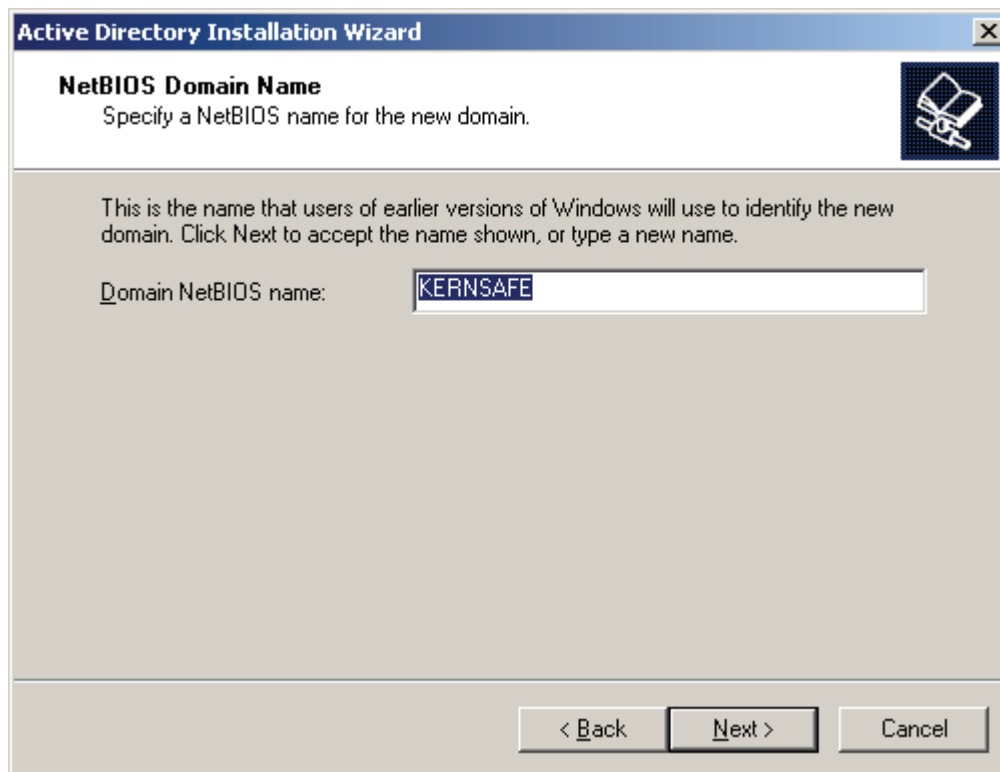 Active Directory Installation Wizard
NetBIOS Domain Name
Specify a NetBIOS name for the new domain.
This is the name that users of earlier versions of Windows will use to identify the new
domain. Click Next to accept the name shown, or type a new name.
Domain NetBIOS name: KERNSAFE
< Back Next > Cancel